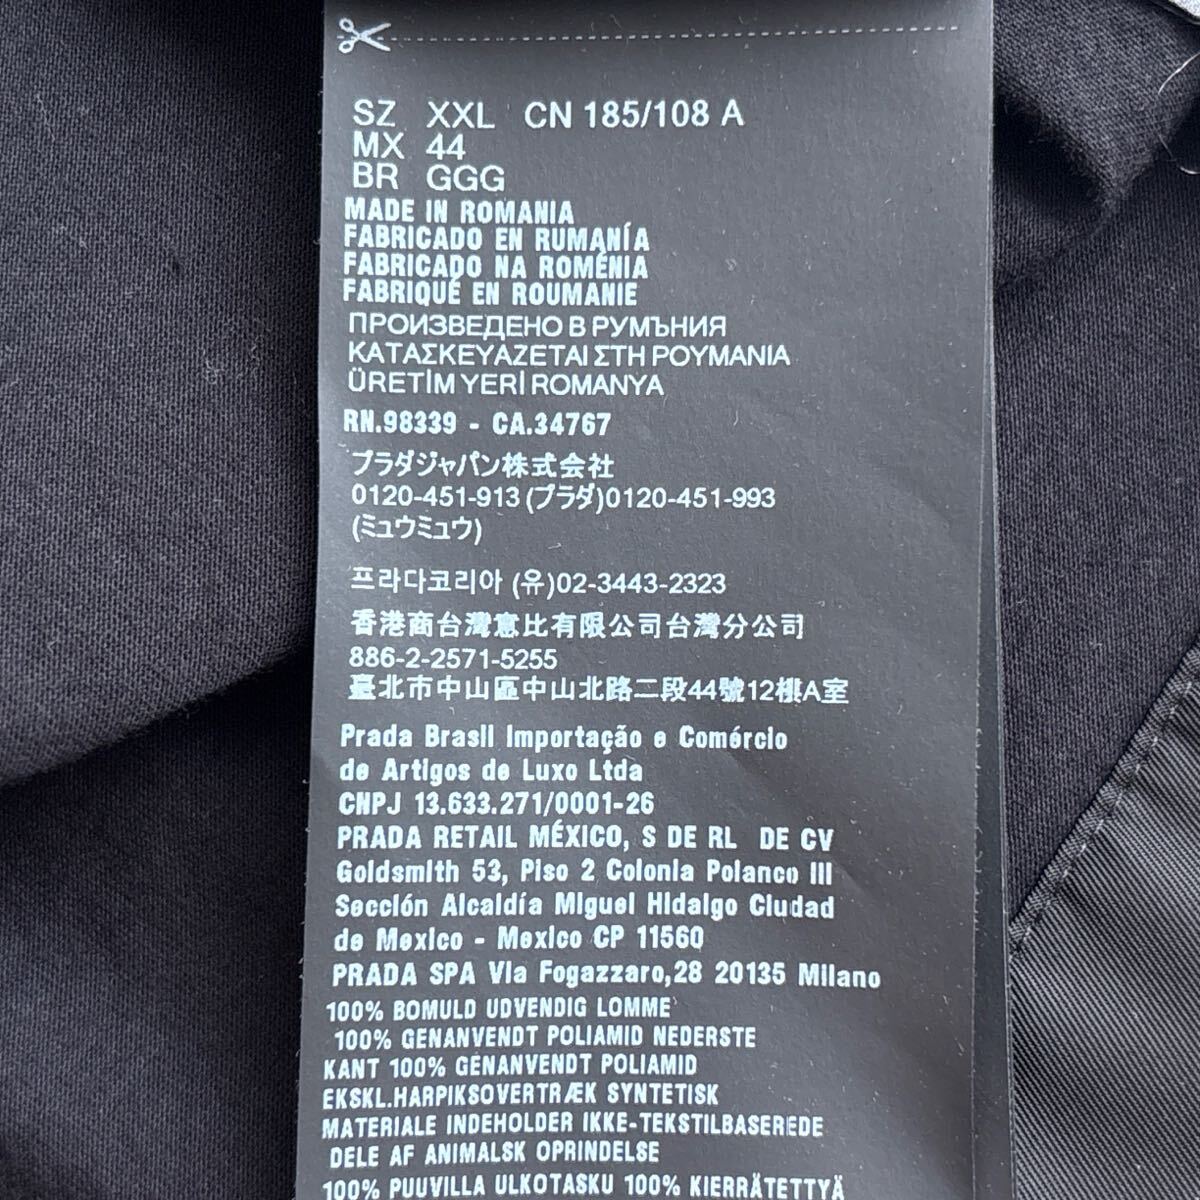 SZ XXL CN 185/108 A
MX 44
BR GGG
MADE IN ROMANIA
FABRICADO EN RUMANÍA
FABRICADO NA ROMÉNIA
FABRIQUÉ EN ROUMANIE
ПРОИЗВЕДЕНО В РУМЪНИЯ
ΚΑΤΑΣΚΕΥΑΖΕΤΑΙ ΣΤΗ ΡΟΥΜΑΝΙΑ
ÜRETİM YERİ ROMANYA
RN.98339 - CA.34767
プラダジャパン株式会社
0120-451-913 (プラダ)0120-451-993
(ミュウミュウ)
프라다코리아 (유)02-3443-2323
香港商台灣惠比有限公司台灣分公司
886-2-2571-5255
臺北市中山區中山北路二段44號12樓A室
Prada Brasil Importação e Comércio
de Artigos de Luxo Ltda
CNPJ 13.633.271/0001-26
PRADA RETAIL MÉXICO, S DE RL DE CV
Goldsmith 53, Piso 2 Colonia Polanco III
Sección Alcaldía Miguel Hidalgo Ciudad
de Mexico - Mexico CP 11560
PRADA SPA Via Fogazzaro,28 20135 Milano
100% BOMULD UDVENDIG LOMME
100% GENANVENDT POLIAMID NEDERSTE
KANT 100% GENANVENDT POLIAMID
EKSKL.HARPIKSOVERTRÆK SYNTETISK
MATERIALE INDEHOLDER IKKE-TEKSTILBASEREDE
DELE AF ANIMALSK OPRINDELSE
100% PUUVILLA ULKOTASKU 100% KIERRÄTETTYÄ